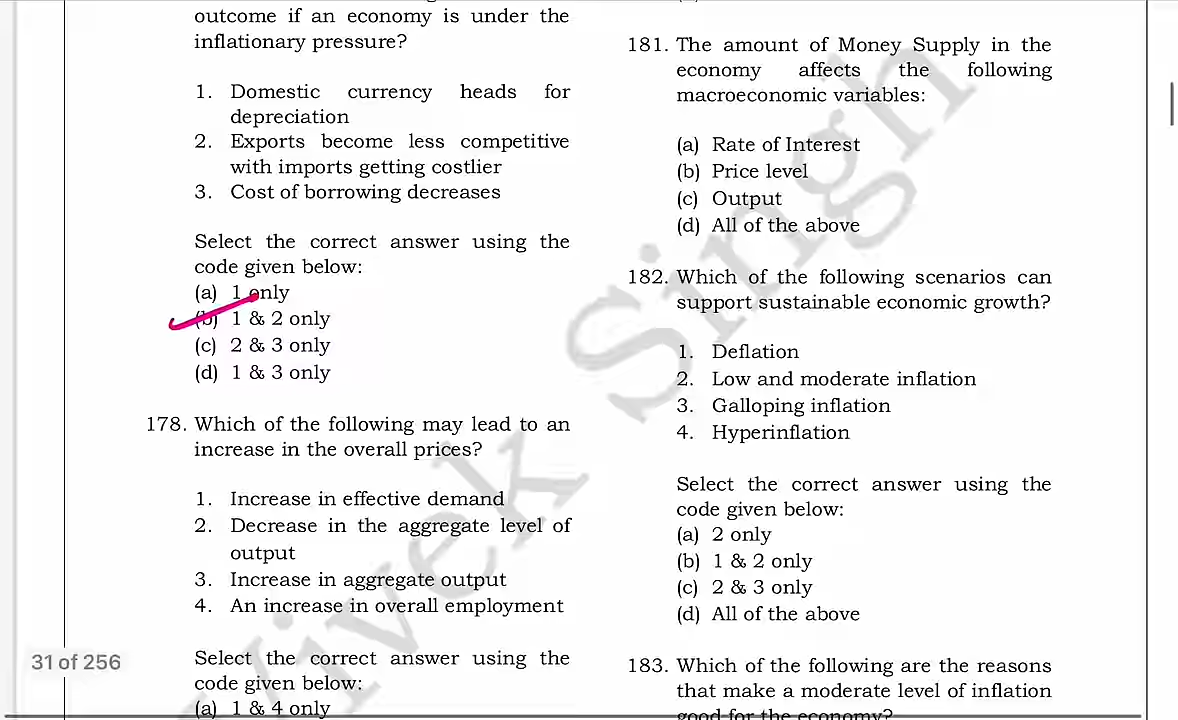 outcome if an economy is under the
inflationary pressure?
1. Domestic currency heads for
depreciation
2. Exports become less competitive
with imports getting costlier
3. Cost of borrowing decreases
Select the correct answer using the
code given below:
(a) 1 only
(b) 1 & 2 only
(c) 2 & 3 only
(d) 1 & 3 only
178. Which of the following may lead to an
increase in the overall prices?
1. Increase in effective demand
2. Decrease in the aggregate level of
output
3. Increase in aggregate output
4. An increase in overall employment
Select the correct answer using the
code given below:
(a) 1 & 4 only
181. The amount of Money Supply in the
economy affects the following
macroeconomic variables:
(a) Rate of Interest
(b) Price level
(c) Output
(d) All of the above
182. Which of the following scenarios can
support sustainable economic growth?
1. Deflation
2. Low and moderate inflation
3. Galloping inflation
4. Hyperinflation
Select the correct answer using the
code given below:
(a) 2 only
(b) 1 & 2 only
(c) 2 & 3 only
(d) All of the above
183. Which of the following are the reasons
that make a moderate level of inflation
good for the economy?
31 of 256
Vivek Singh